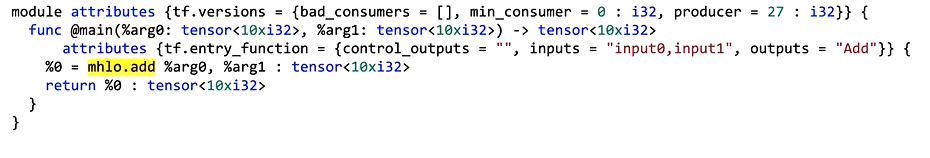 module attributes {tf.versions = {bad_consumers = [], min_consumer = 0 : i32, producer = 27 : i32}} {
  func @main(%arg0: tensor<10xi32>, %arg1: tensor<10xi32>) -> tensor<10xi32>
      attributes {tf.entry_function = {control_outputs = "", inputs = "input0,input1", outputs = "Add"}} {
    %0 = mhlo.add %arg0, %arg1 : tensor<10xi32>
    return %0 : tensor<10xi32>
  }
}